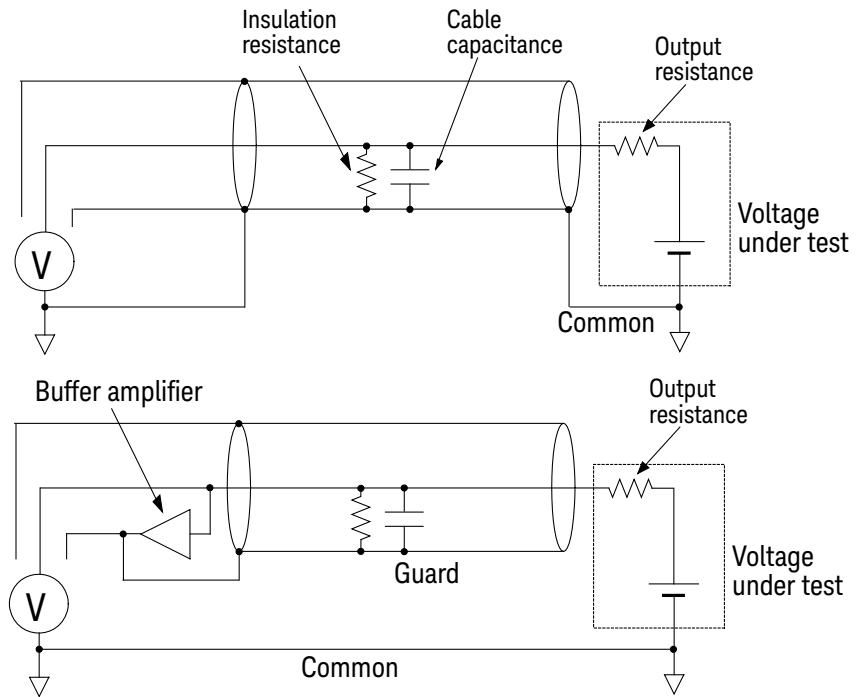 Insulation
resistance
Cable
capacitance
Output
resistance
V
Voltage
under test
Common
Buffer amplifier
Output
resistance
Guard
V
Voltage
under test
Common